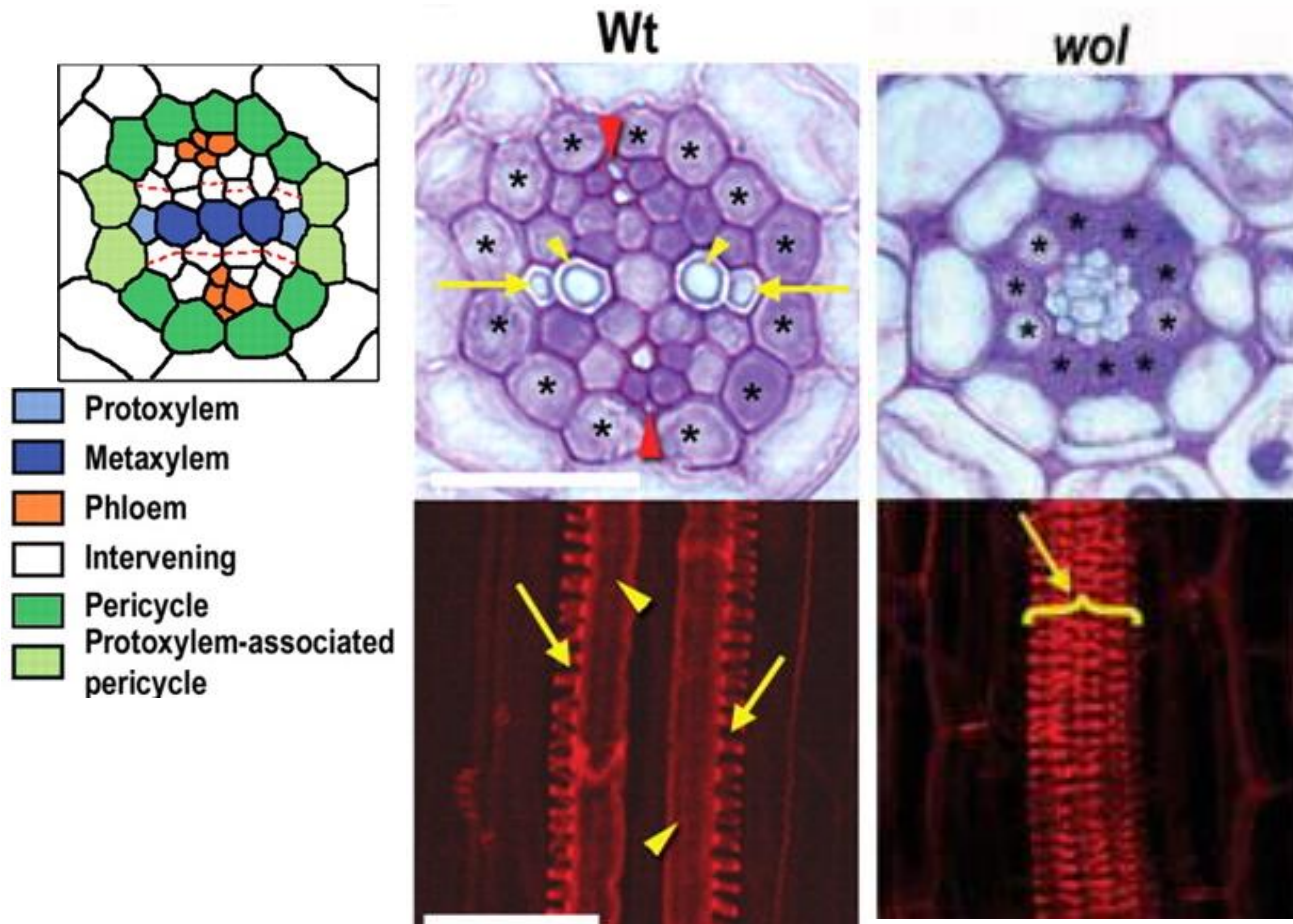 Wt
wol
Protoxylem
Metaxylem
Phloem
Intervening
Pericycle
Protoxylem-associated
pericycle